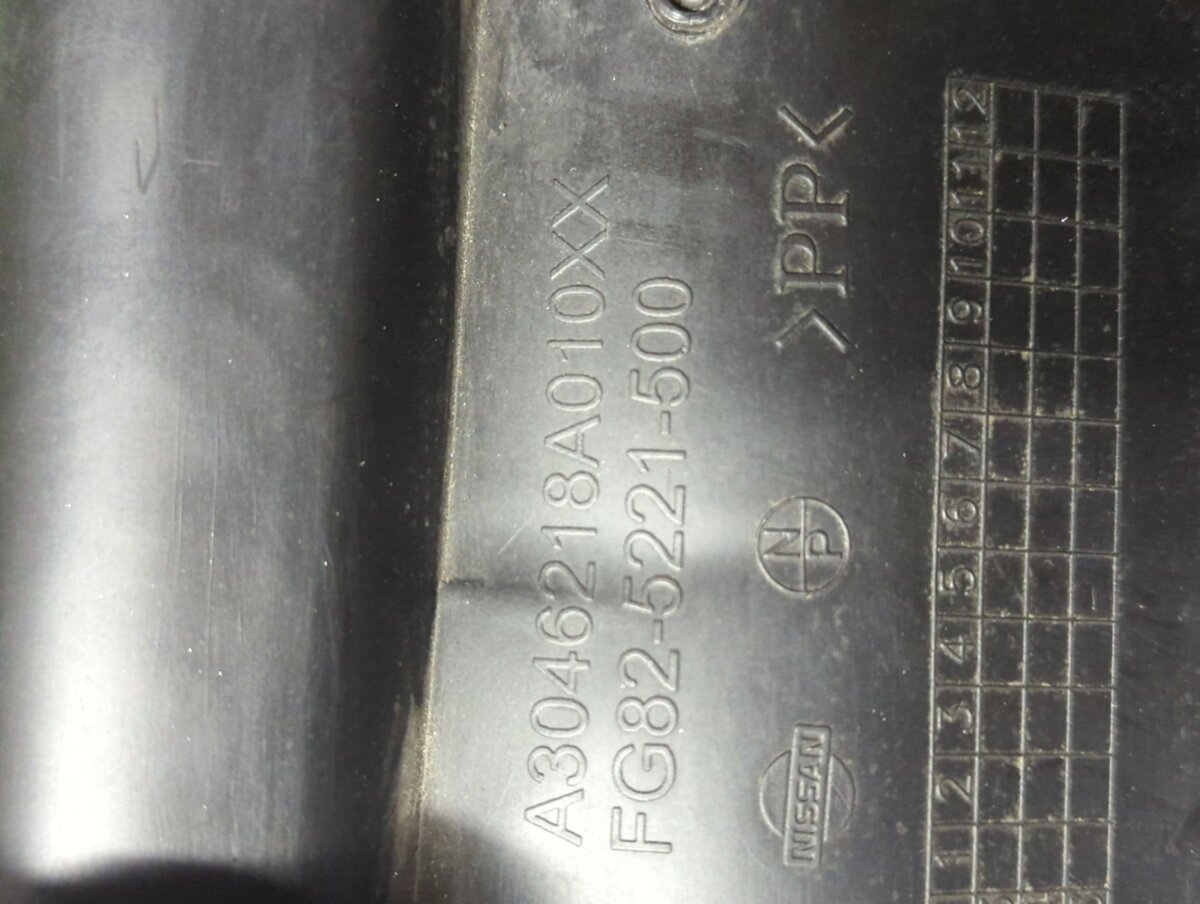 A3046218A010XX
FG82-5221-500
>PP<
N P
NISSAN
1 2 3 4 5 6 7 8 9 10 11 12